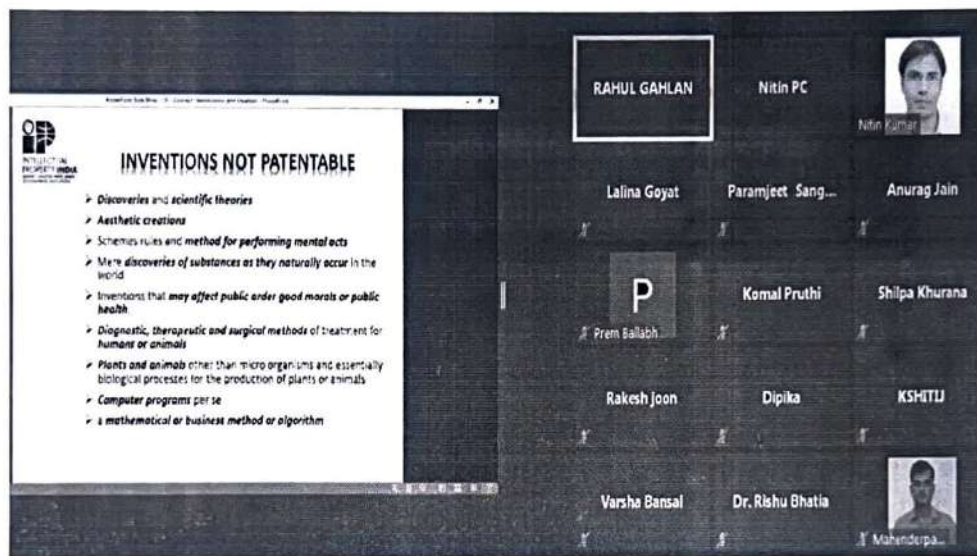 INTELLECTUAL
PROPERTY INDIA
INVENTIONS NOT PATENTABLE
➢ Discoveries and scientific theories
➢ Aesthetic creations
➢ Schemes rules and method for performing mental acts
➢ Mere discoveries of substances as they naturally occur in the
world
➢ Inventions that may affect public order good morals or public
health
➢ Diagnostic, therapeutic and surgical methods of treatment for
humans or animals
➢ Plants and animals other than micro organisms and essentially
biological processes for the production of plants or animals
➢ Computer programs per se
➢ a mathematical or business method or algorithm
RAHUL GAHLAN
Nitin PC
Nitin Kumar
Lalina Goyat
Paramjeet Sang...
Anurag Jain
P
Prem Ballabh
Komal Pruthi
Shilpa Khurana
Rakesh Joon
Dipika
KSHITIJ
Varsha Bansal
Dr. Rishu Bhatia
Mahenderpa...